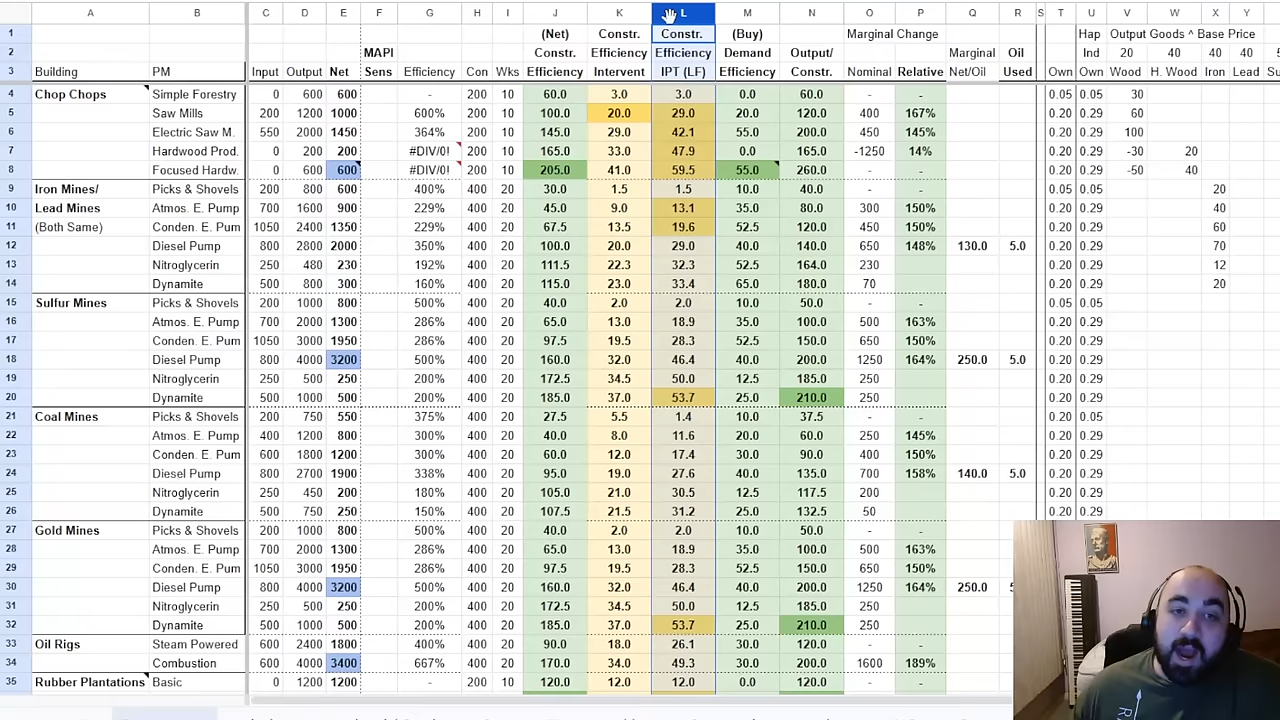 A B C D E F G H I J K L M N O P Q R S T U V W X Y
1 (Net) Constr. Constr. (Buy) Marginal Change Hap Output Goods ^ Base Price
2 MAPI Constr. Efficiency Efficiency Demand Output/ Marginal Oil Ind 20 40 40 40
3 Building PM Input Output Net Sens Efficiency Con Wks Efficiency Intervent IPT (LF) Efficiency Constr. Nominal Relative Net/Oil Used Own Own Wood H. Wood Iron Lead
4 Chop Chops Simple Forestry 0 600 600 - 200 10 60.0 3.0 3.0 0.0 60.0 - - 0.05 0.05 30
5 Saw Mills 200 1200 1000 600% 200 10 100.0 20.0 29.0 20.0 120.0 400 167% 0.20 0.29 60
6 Electric Saw M. 550 2000 1450 364% 200 10 145.0 29.0 42.1 55.0 200.0 450 145% 0.20 0.29 100
7 Hardwood Prod. 0 200 200 #DIV/0! 200 10 165.0 33.0 47.9 0.0 165.0 -1250 14% 0.20 0.29 -30 20
8 Focused Hardw. 0 600 600 #DIV/0! 200 10 205.0 41.0 59.5 55.0 260.0 - - 0.20 0.29 -50 40
9 Iron Mines/ Picks & Shovels 200 800 600 400% 400 20 30.0 1.5 1.5 10.0 40.0 - - 0.05 0.05 20
10 Lead Mines Atmos. E. Pump 700 1600 900 229% 400 20 45.0 9.0 13.1 35.0 80.0 300 150% 0.20 0.29 40
11 (Both Same) Conden. E. Pum 1050 2400 1350 229% 400 20 67.5 13.5 19.6 52.5 120.0 450 150% 0.20 0.29 60
12 Diesel Pump 800 2800 2000 350% 400 20 100.0 20.0 29.0 40.0 140.0 650 148% 130.0 5.0 0.20 0.29 70
13 Nitroglycerin 250 480 230 192% 400 20 111.5 22.3 32.3 52.5 164.0 230 0.20 0.29 12
14 Dynamite 500 800 300 160% 400 20 115.0 23.0 33.4 65.0 180.0 70 0.20 0.29 20
15 Sulfur Mines Picks & Shovels 200 1000 800 500% 400 20 40.0 2.0 2.0 10.0 50.0 - - 0.05 0.05
16 Atmos. E. Pump 700 2000 1300 286% 400 20 65.0 13.0 18.9 35.0 100.0 500 163% 0.20 0.29
17 Conden. E. Pum 1050 3000 1950 286% 400 20 97.5 19.5 28.3 52.5 150.0 650 150% 0.20 0.29
18 Diesel Pump 800 4000 3200 500% 400 20 160.0 32.0 46.4 40.0 200.0 1250 164% 250.0 5.0 0.20 0.29
19 Nitroglycerin 250 500 250 200% 400 20 172.5 34.5 50.0 12.5 185.0 250 0.20 0.29
20 Dynamite 500 1000 500 200% 400 20 185.0 37.0 53.7 25.0 210.0 250 0.20 0.29
21 Coal Mines Picks & Shovels 200 750 550 375% 400 20 27.5 5.5 1.4 10.0 37.5 - - 0.20 0.05
22 Atmos. E. Pump 400 1200 800 300% 400 20 40.0 8.0 11.6 20.0 60.0 250 145% 0.20 0.29
23 Conden. E. Pum 600 1800 1200 300% 400 20 60.0 12.0 17.4 30.0 90.0 400 150% 0.20 0.29
24 Diesel Pump 800 2700 1900 338% 400 20 95.0 19.0 27.6 40.0 135.0 700 158% 140.0 5.0 0.20 0.29
25 Nitroglycerin 250 450 200 180% 400 20 105.0 21.0 30.5 12.5 117.5 200 0.20 0.29
26 Dynamite 500 750 250 150% 400 20 107.5 21.5 31.2 25.0 132.5 50 0.20 0.29
27 Gold Mines Picks & Shovels 200 1000 800 500% 400 20 40.0 2.0 2.0 10.0 50.0 - -
28 Atmos. E. Pump 700 2000 1300 286% 400 20 65.0 13.0 18.9 35.0 100.0 500 163%
29 Conden. E. Pum 1050 3000 1950 286% 400 20 97.5 19.5 28.3 52.5 150.0 650 150%
30 Diesel Pump 800 4000 3200 500% 400 20 160.0 32.0 46.4 40.0 200.0 1250 164% 250.0
31 Nitroglycerin 250 500 250 200% 400 20 172.5 34.5 50.0 12.5 185.0 250
32 Dynamite 500 1000 500 200% 400 20 185.0 37.0 53.7 25.0 210.0 250
33 Oil Rigs Steam Powered 600 2400 1800 400% 400 20 90.0 18.0 26.1 30.0 120.0 - -
34 Combustion 600 4000 3400 667% 400 20 170.0 34.0 49.3 30.0 200.0 1600 189%
35 Rubber Plantations Basic 0 1200 1200 - 200 10 120.0 12.0 12.0 0.0 120.0 - -